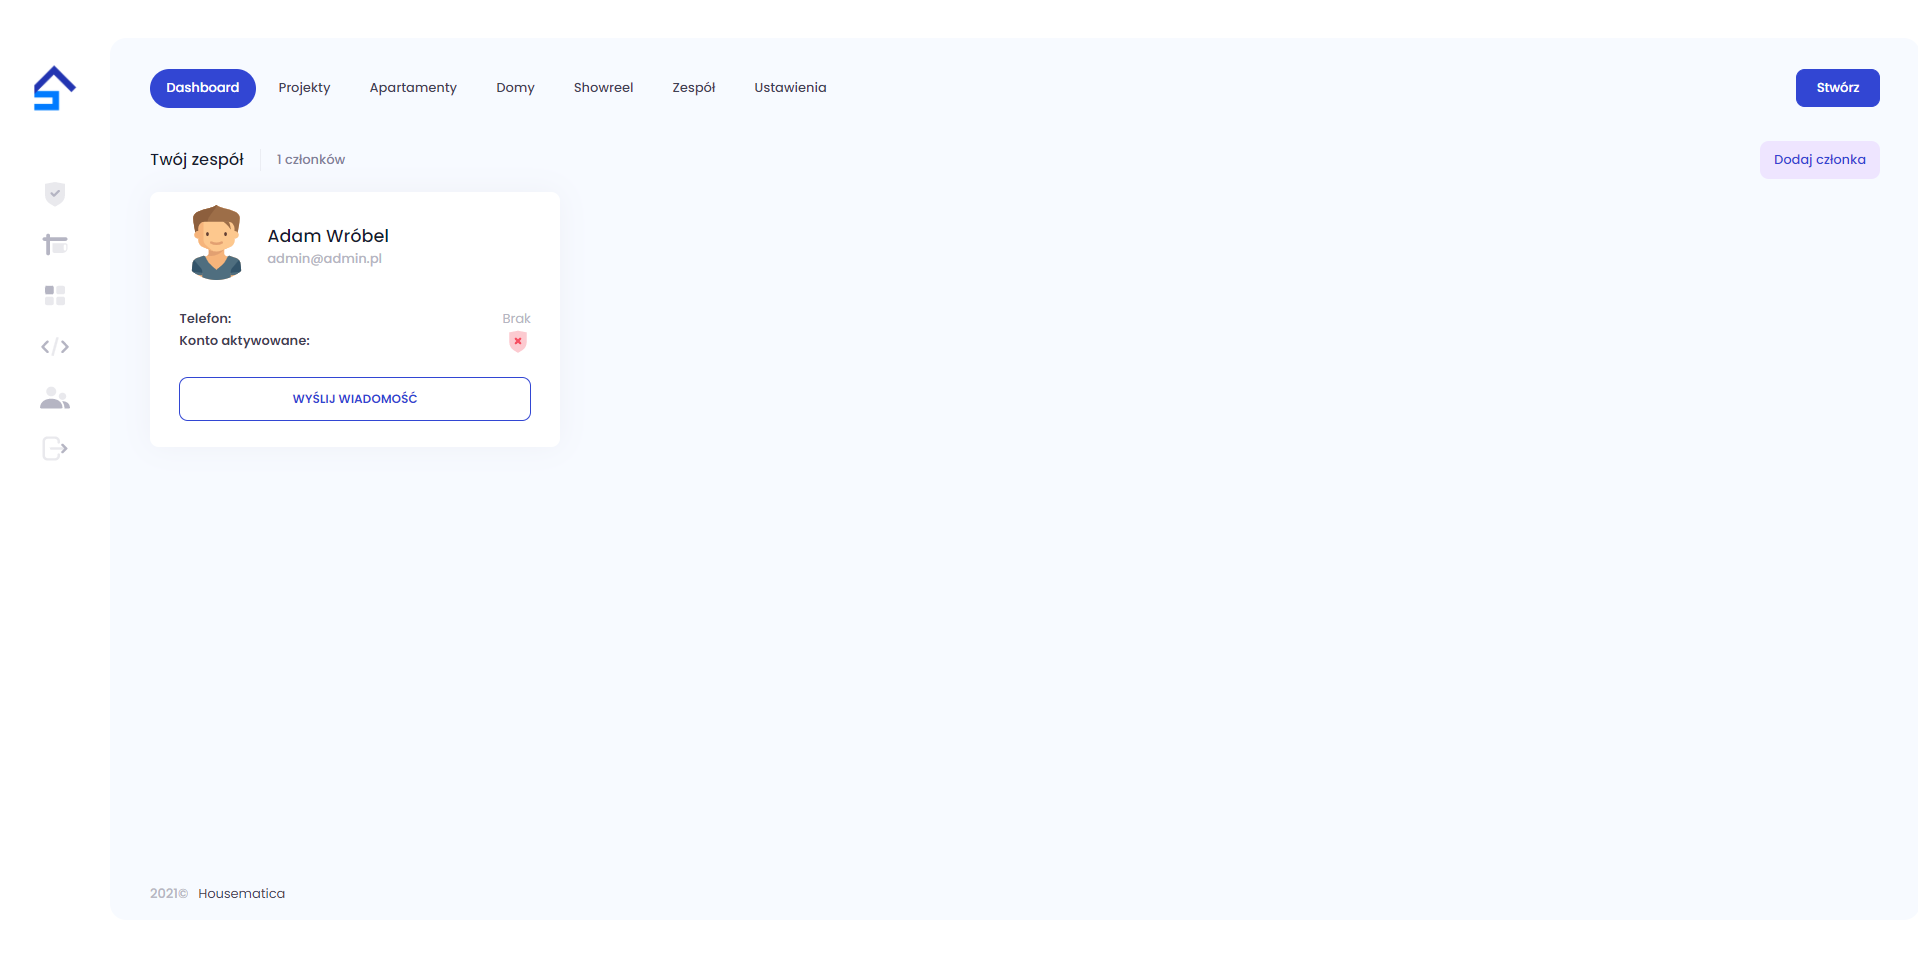 Dashboard Projekty Apartamenty Domy Showreel Zespół Ustawienia Stwórz
Twój zespół 1 członków Dodaj członka
Adam Wróbel
admin@admin.pl
Telefon: Brak
Konto aktywowane:
WYŚLIJ WIADOMOŚĆ
2021© Housematica